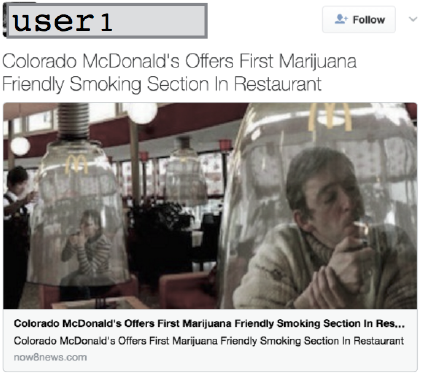 user1
Follow
Colorado McDonald's Offers First Marijuana
Friendly Smoking Section In Restaurant
Colorado McDonald's Offers First Marijuana Friendly Smoking Section In Res...
Colorado McDonald's Offers First Marijuana Friendly Smoking Section In Restaurant
now8news.com